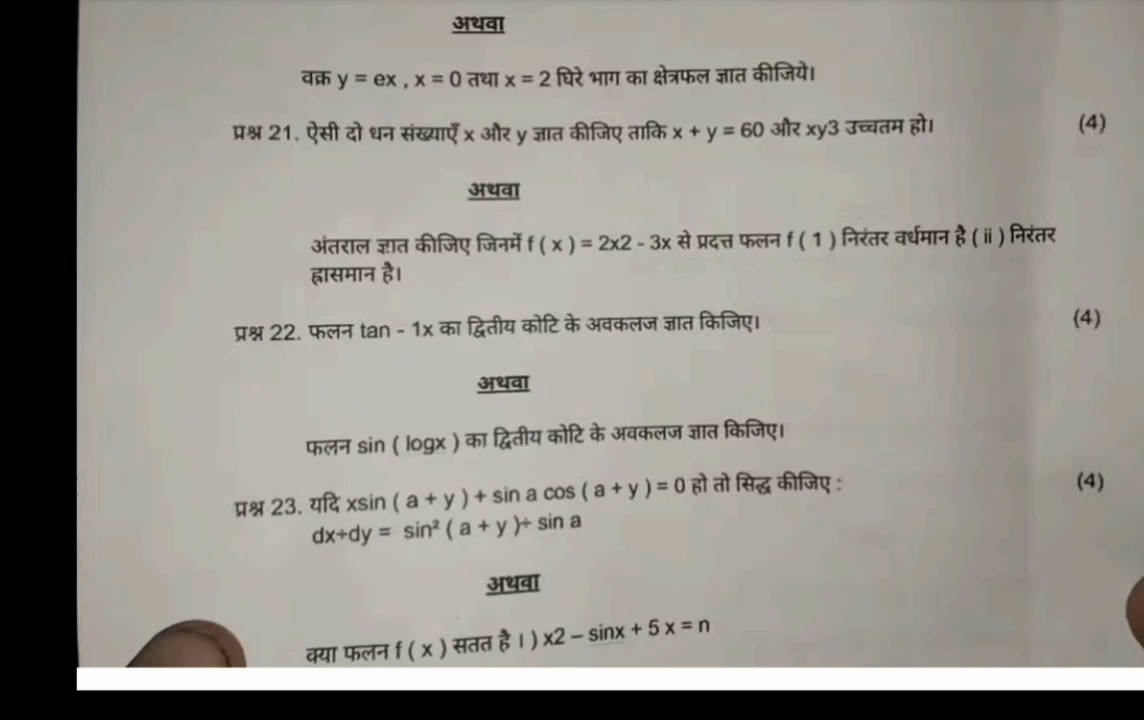 अथवा
वक्र y = ex , x = 0 तथा x = 2 घिरे भाग का क्षेत्रफल ज्ञात कीजिये।
प्रश्न 21. ऐसी दो धन संख्याएँ x और y ज्ञात कीजिए ताकि x + y = 60 और xy3 उच्चतम हो। (4)
अथवा
अंतराल ज्ञात कीजिए जिनमें f ( x ) = 2x2 - 3x से प्रदत्त फलन f ( 1 ) निरंतर वर्धमान है ( ii ) निरंतर
ह्रासमान है।
प्रश्न 22. फलन tan - 1x का द्वितीय कोटि के अवकलज ज्ञात किजिए। (4)
अथवा
फलन sin ( logx ) का द्वितीय कोटि के अवकलज ज्ञात किजिए।
प्रश्न 23. यदि xsin ( a + y ) + sin a cos ( a + y ) = 0 हो तो सिद्ध कीजिए : (4)
dx÷dy = sin² ( a + y )÷ sin a
अथवा
क्या फलन f ( x ) सतत है । ) x2 – sinx + 5 x = n